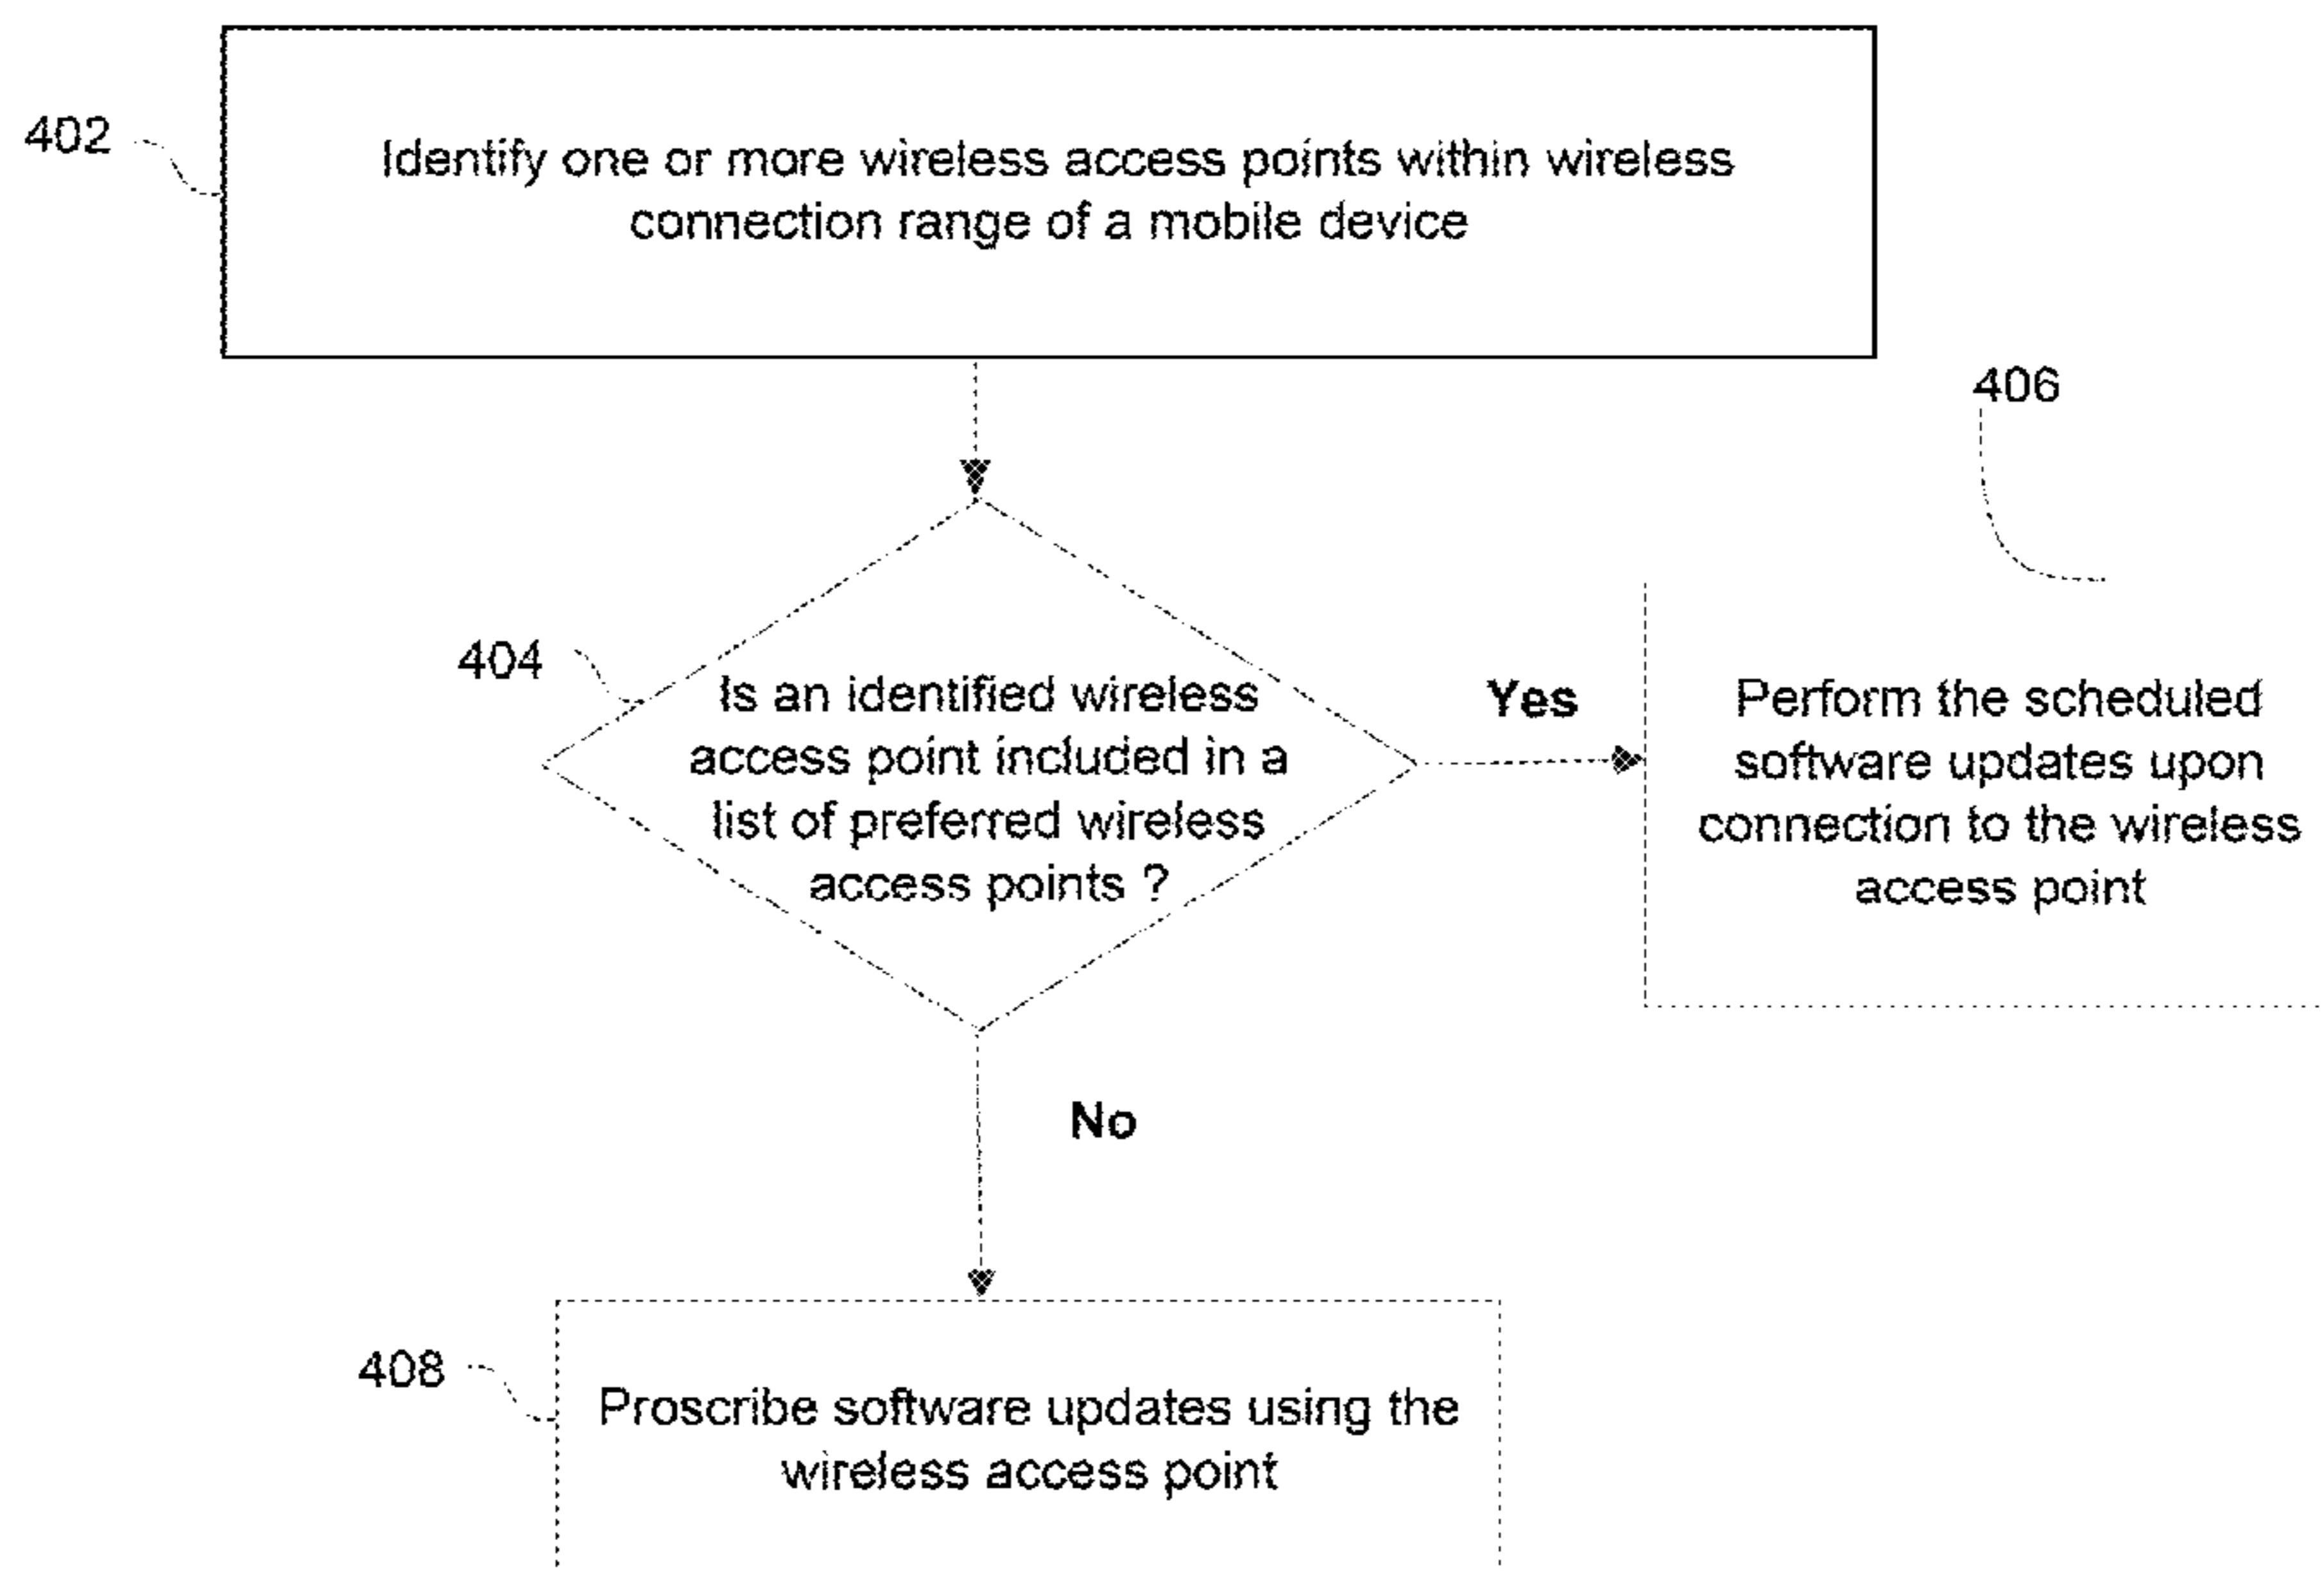 402
Identify one or more wireless access points within wireless
connection range of a mobile device
406
404
Is an identified wireless
access point included in a
list of preferred wireless
access points ?
Yes
Perform the scheduled
software updates upon
connection to the wireless
access point
No
408
Proscribe software updates using the
wireless access point